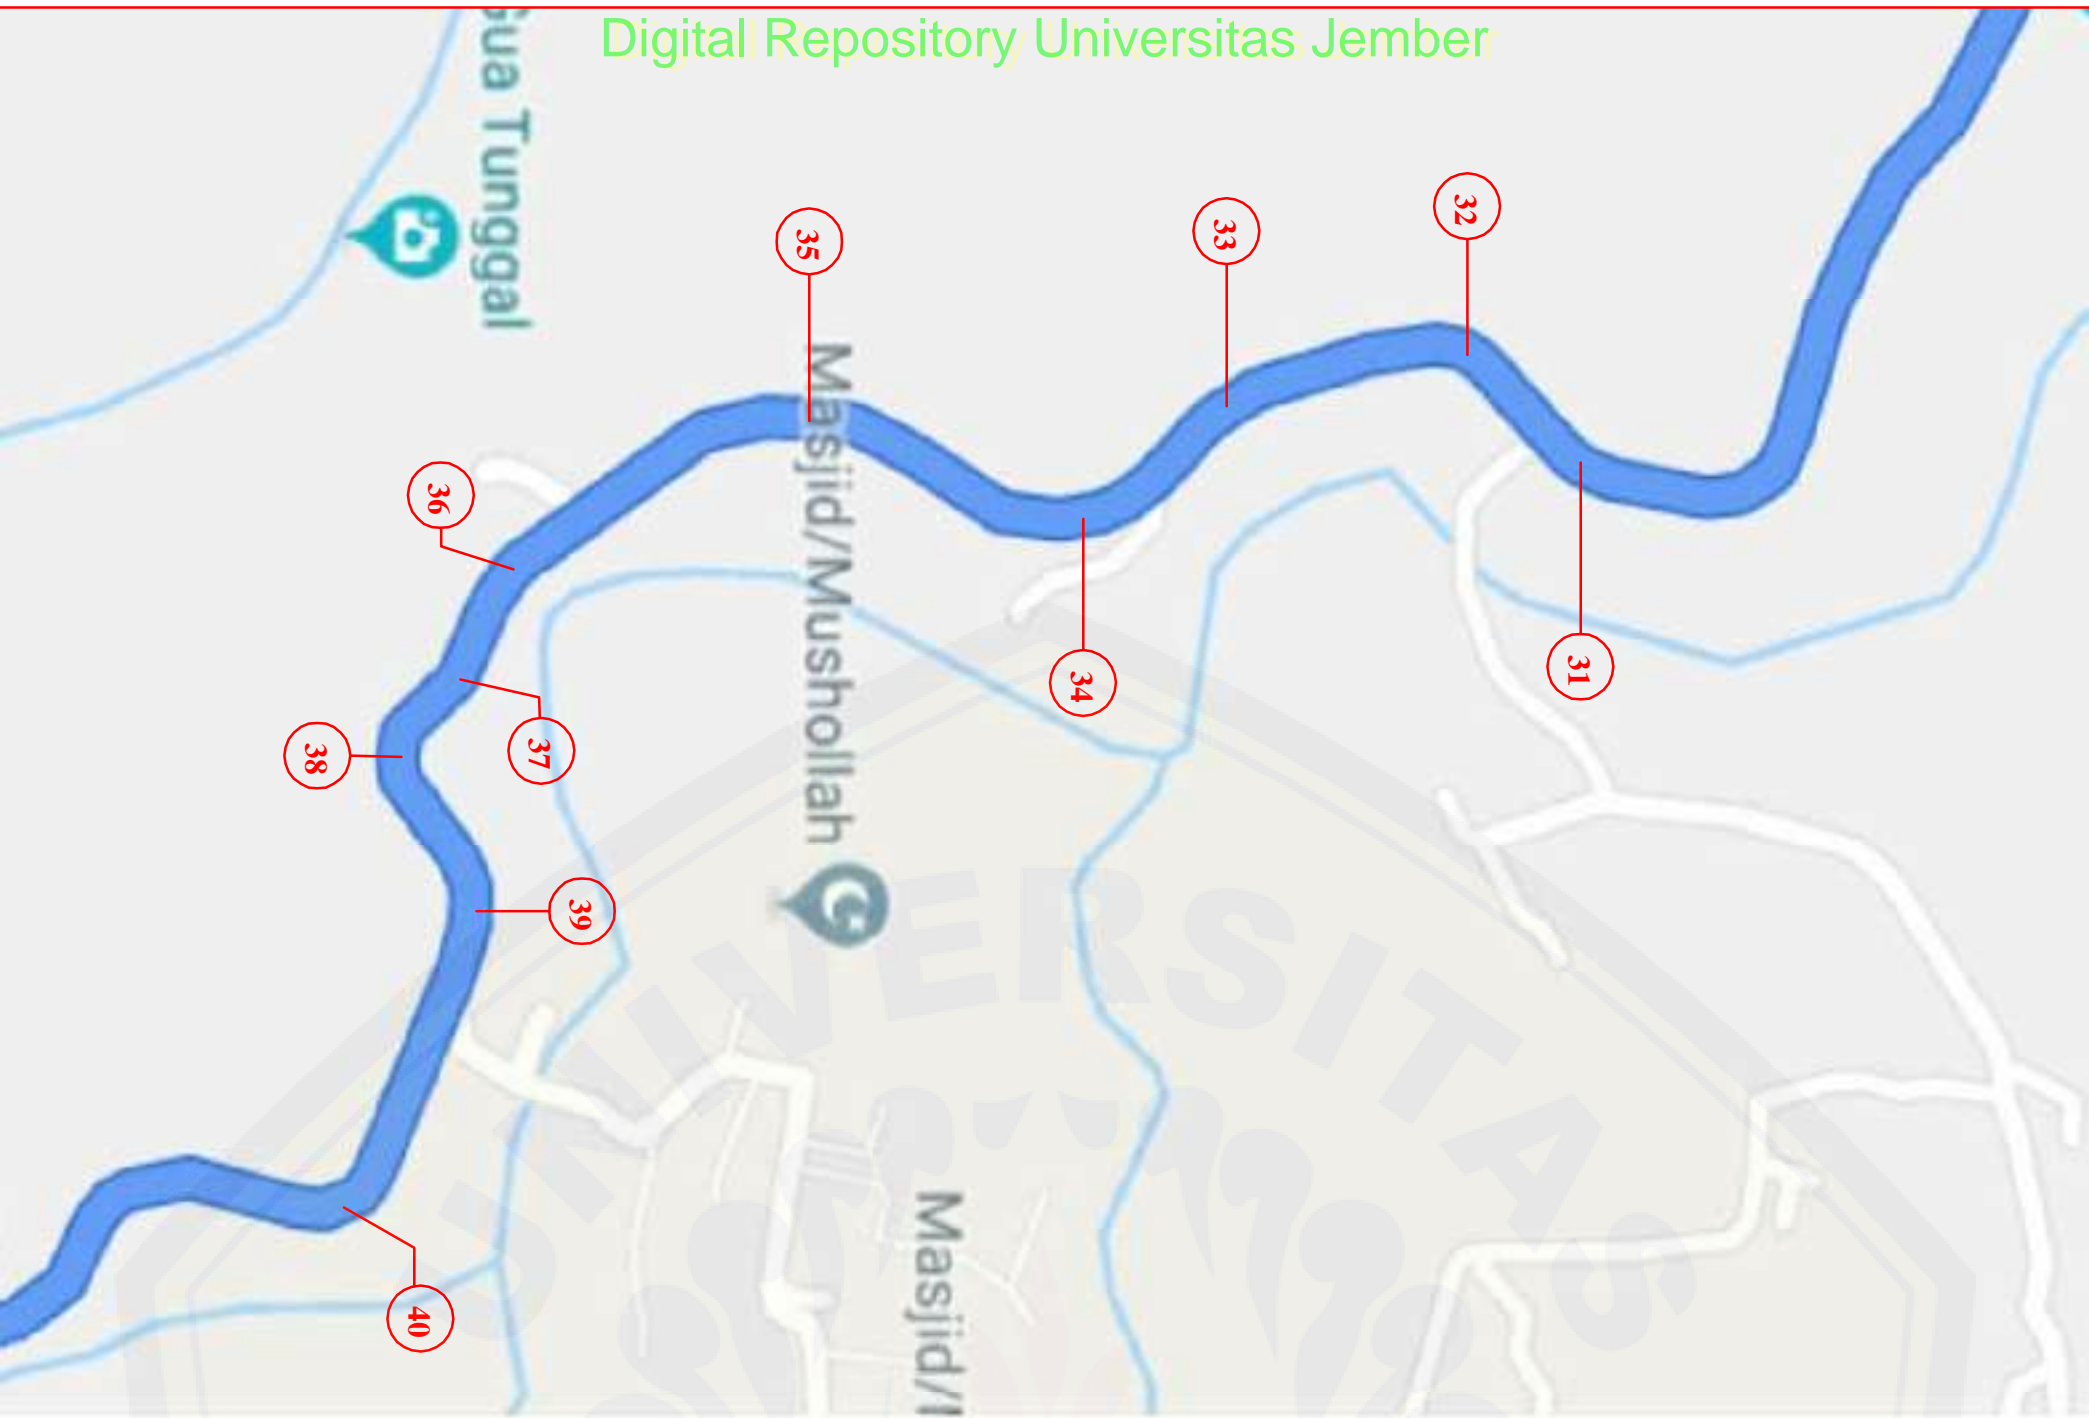 Digital Repository Universitas Jember
Gua Tunggal
32
33
35
36
31
34
Masjid/Mushollah
37
38
39
40
Masjid/
UNIVERSITAS